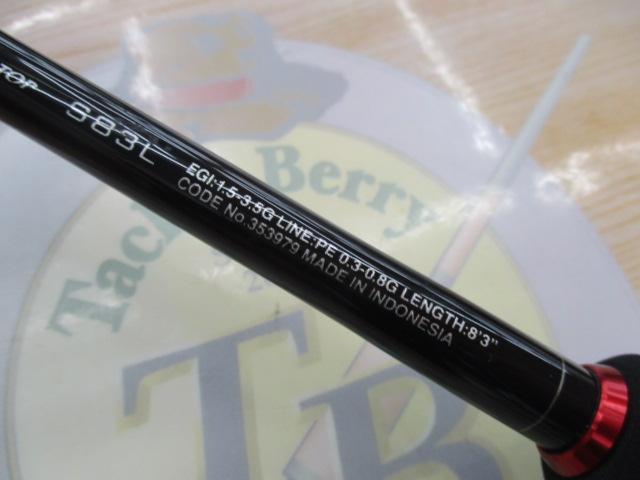 TOP S83L
EGI:1.5-3.5G LINE:PE 0.3-0.8G LENGTH:8'3"
CODE No.353979 MADE IN INDONESIA
Tackle Berry
TB